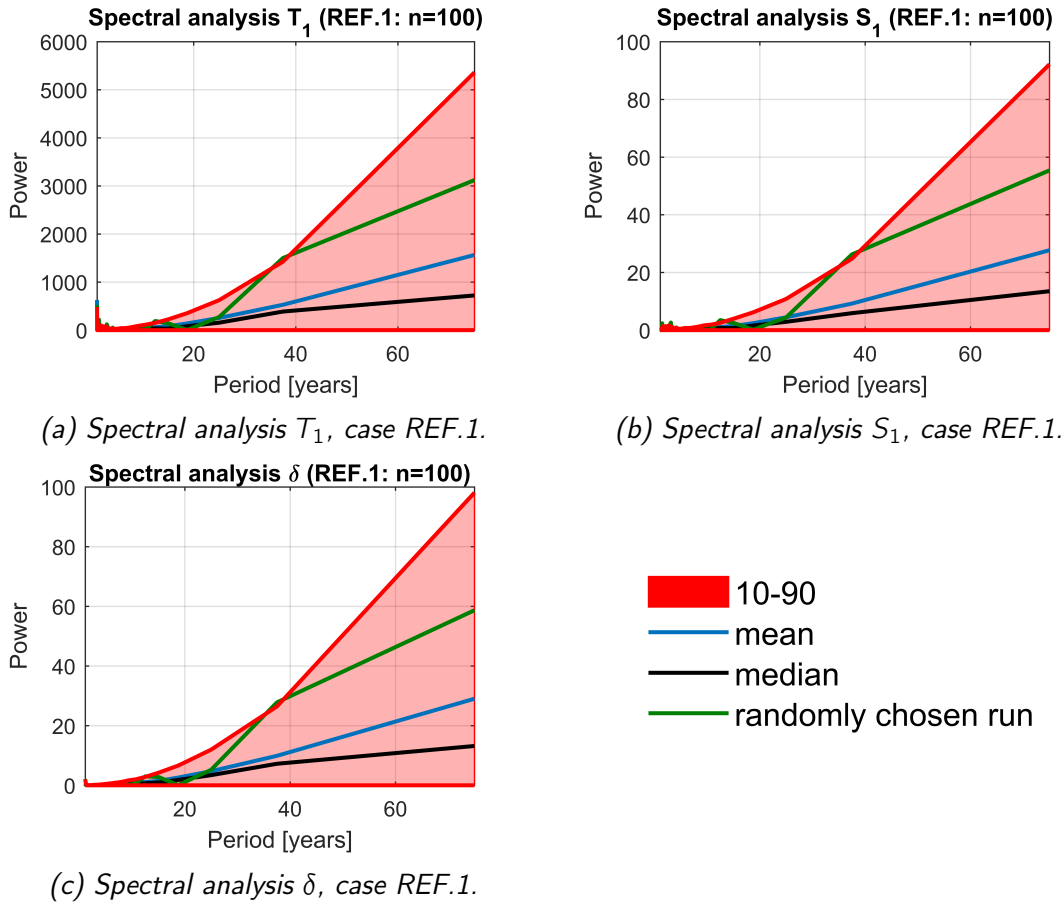 Spectral analysis T1 (REF.1: n=100)
6000
5000
4000
3000
2000
1000
0
Power
20 40 60
Period [years]
(a) Spectral analysis T1, case REF.1.
Spectral analysis S1 (REF.1: n=100)
100
80
60
40
20
0
Power
20 40 60
Period [years]
(b) Spectral analysis S1, case REF.1.
Spectral analysis δ (REF.1: n=100)
100
80
60
40
20
0
Power
20 40 60
Period [years]
(c) Spectral analysis δ, case REF.1.
10-90
mean
median
randomly chosen run